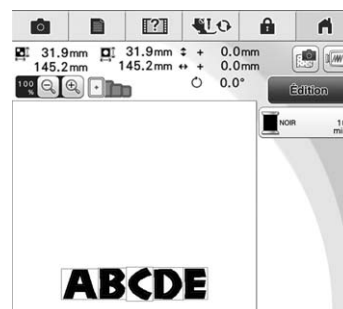 31.9mm 31.9mm + 0.0mm
145.2mm 145.2mm + 0.0mm
100 % 0.0°
Édition
NOIR
ABCDE